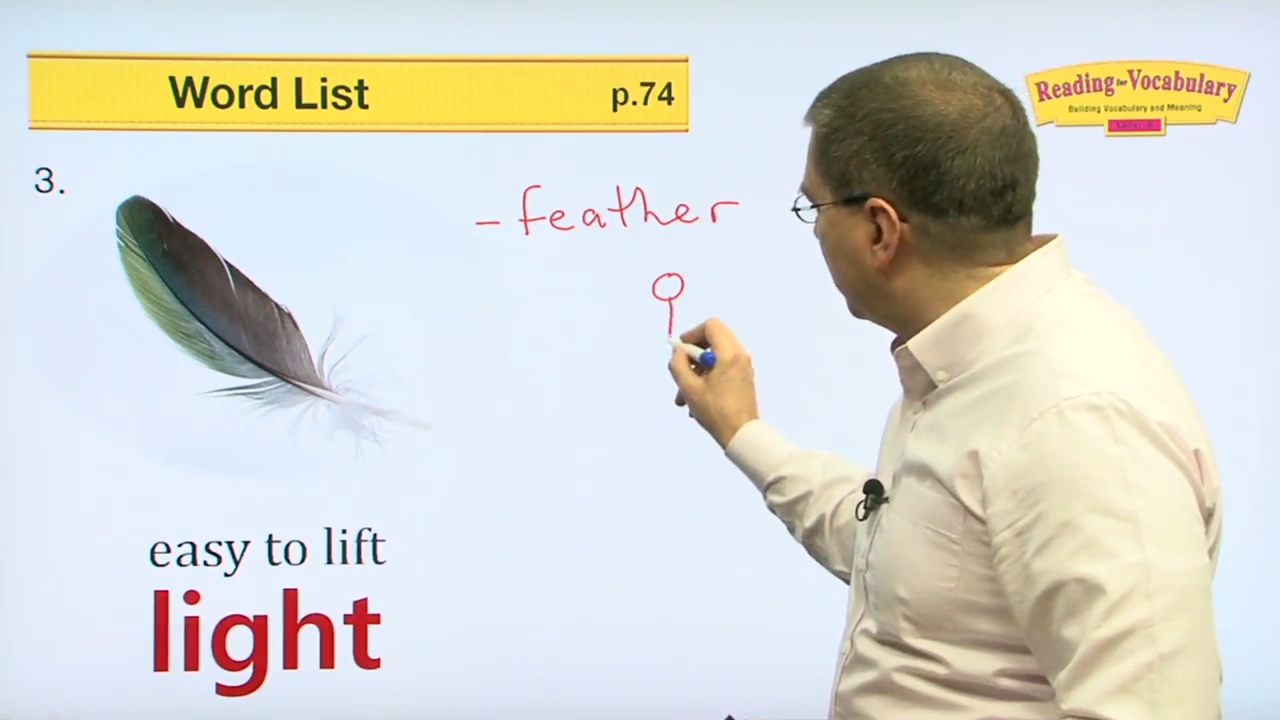 Word List p.74
Reading for Vocabulary
Building Vocabulary and Meaning
3.
- feather
easy to lift
light